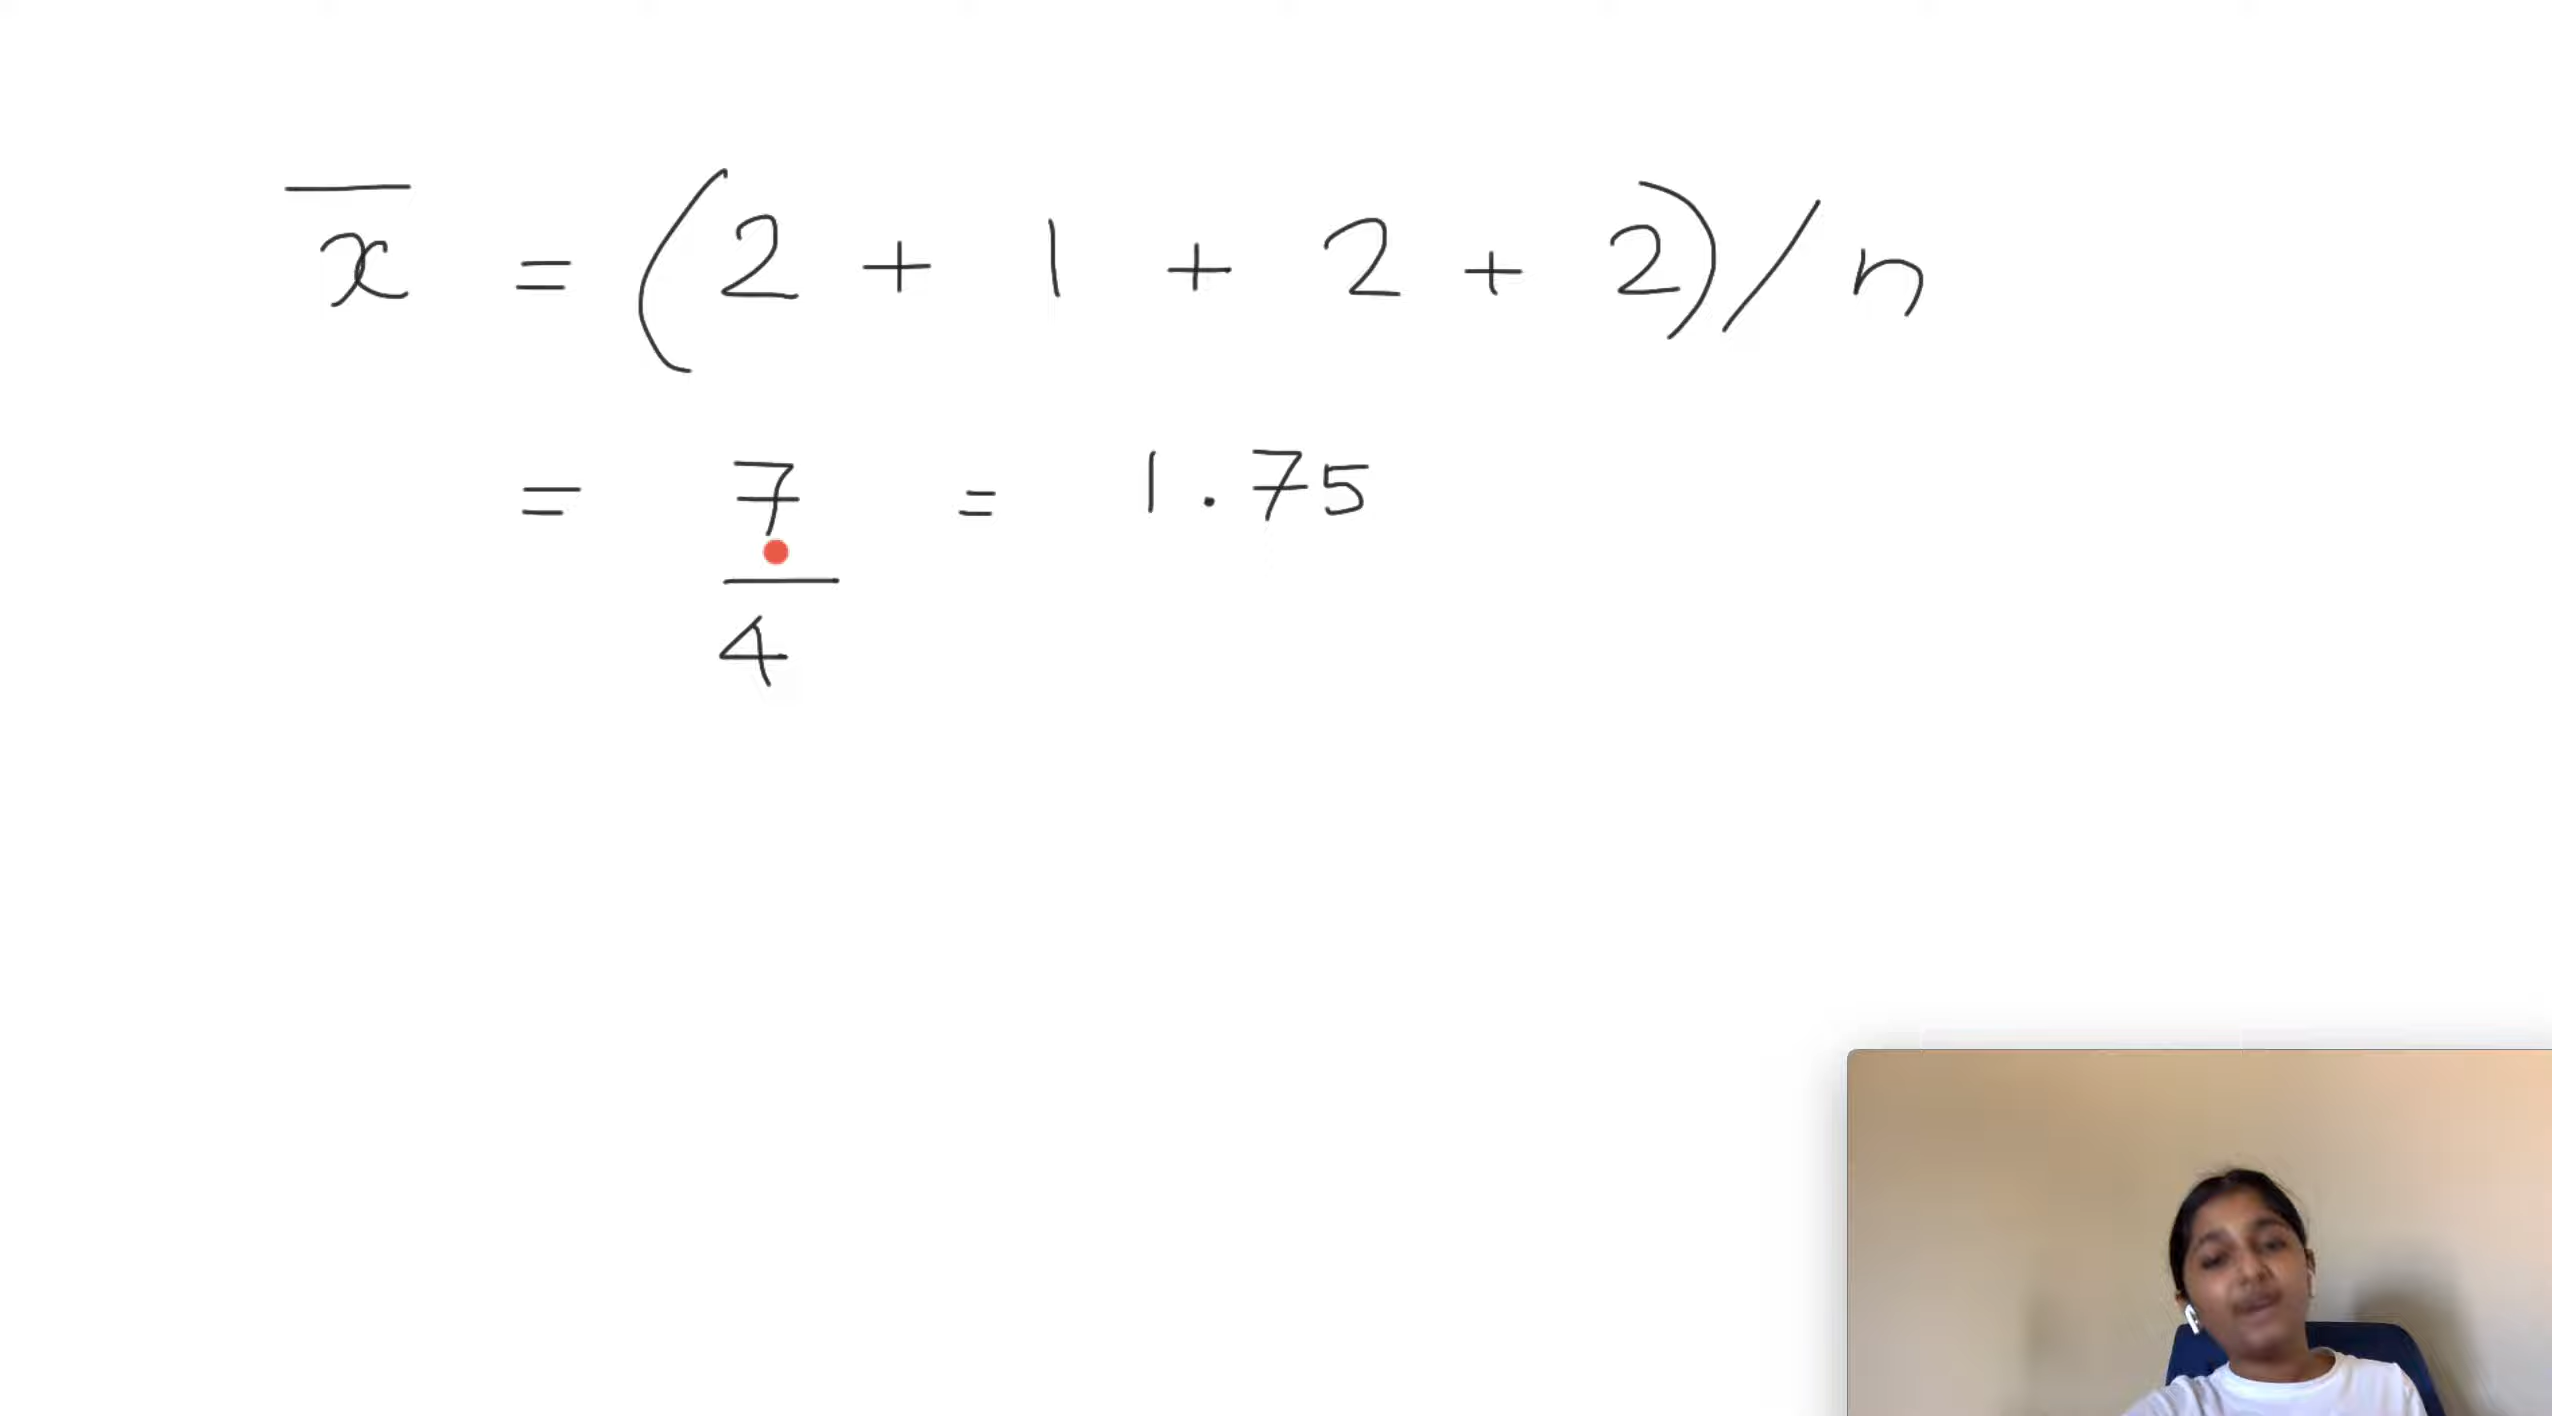 x̄ = (2 + 1 + 2 + 2)/n
= 7/4 = 1.75